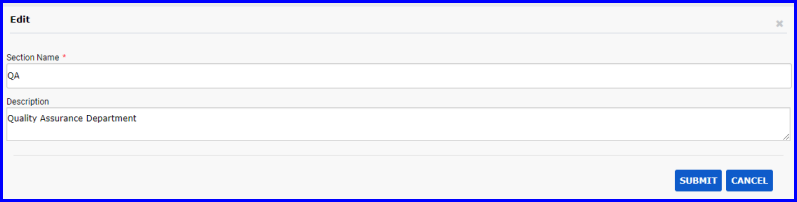 Edit
Section Name *
QA
Description
Quality Assurance Department
SUBMIT CANCEL